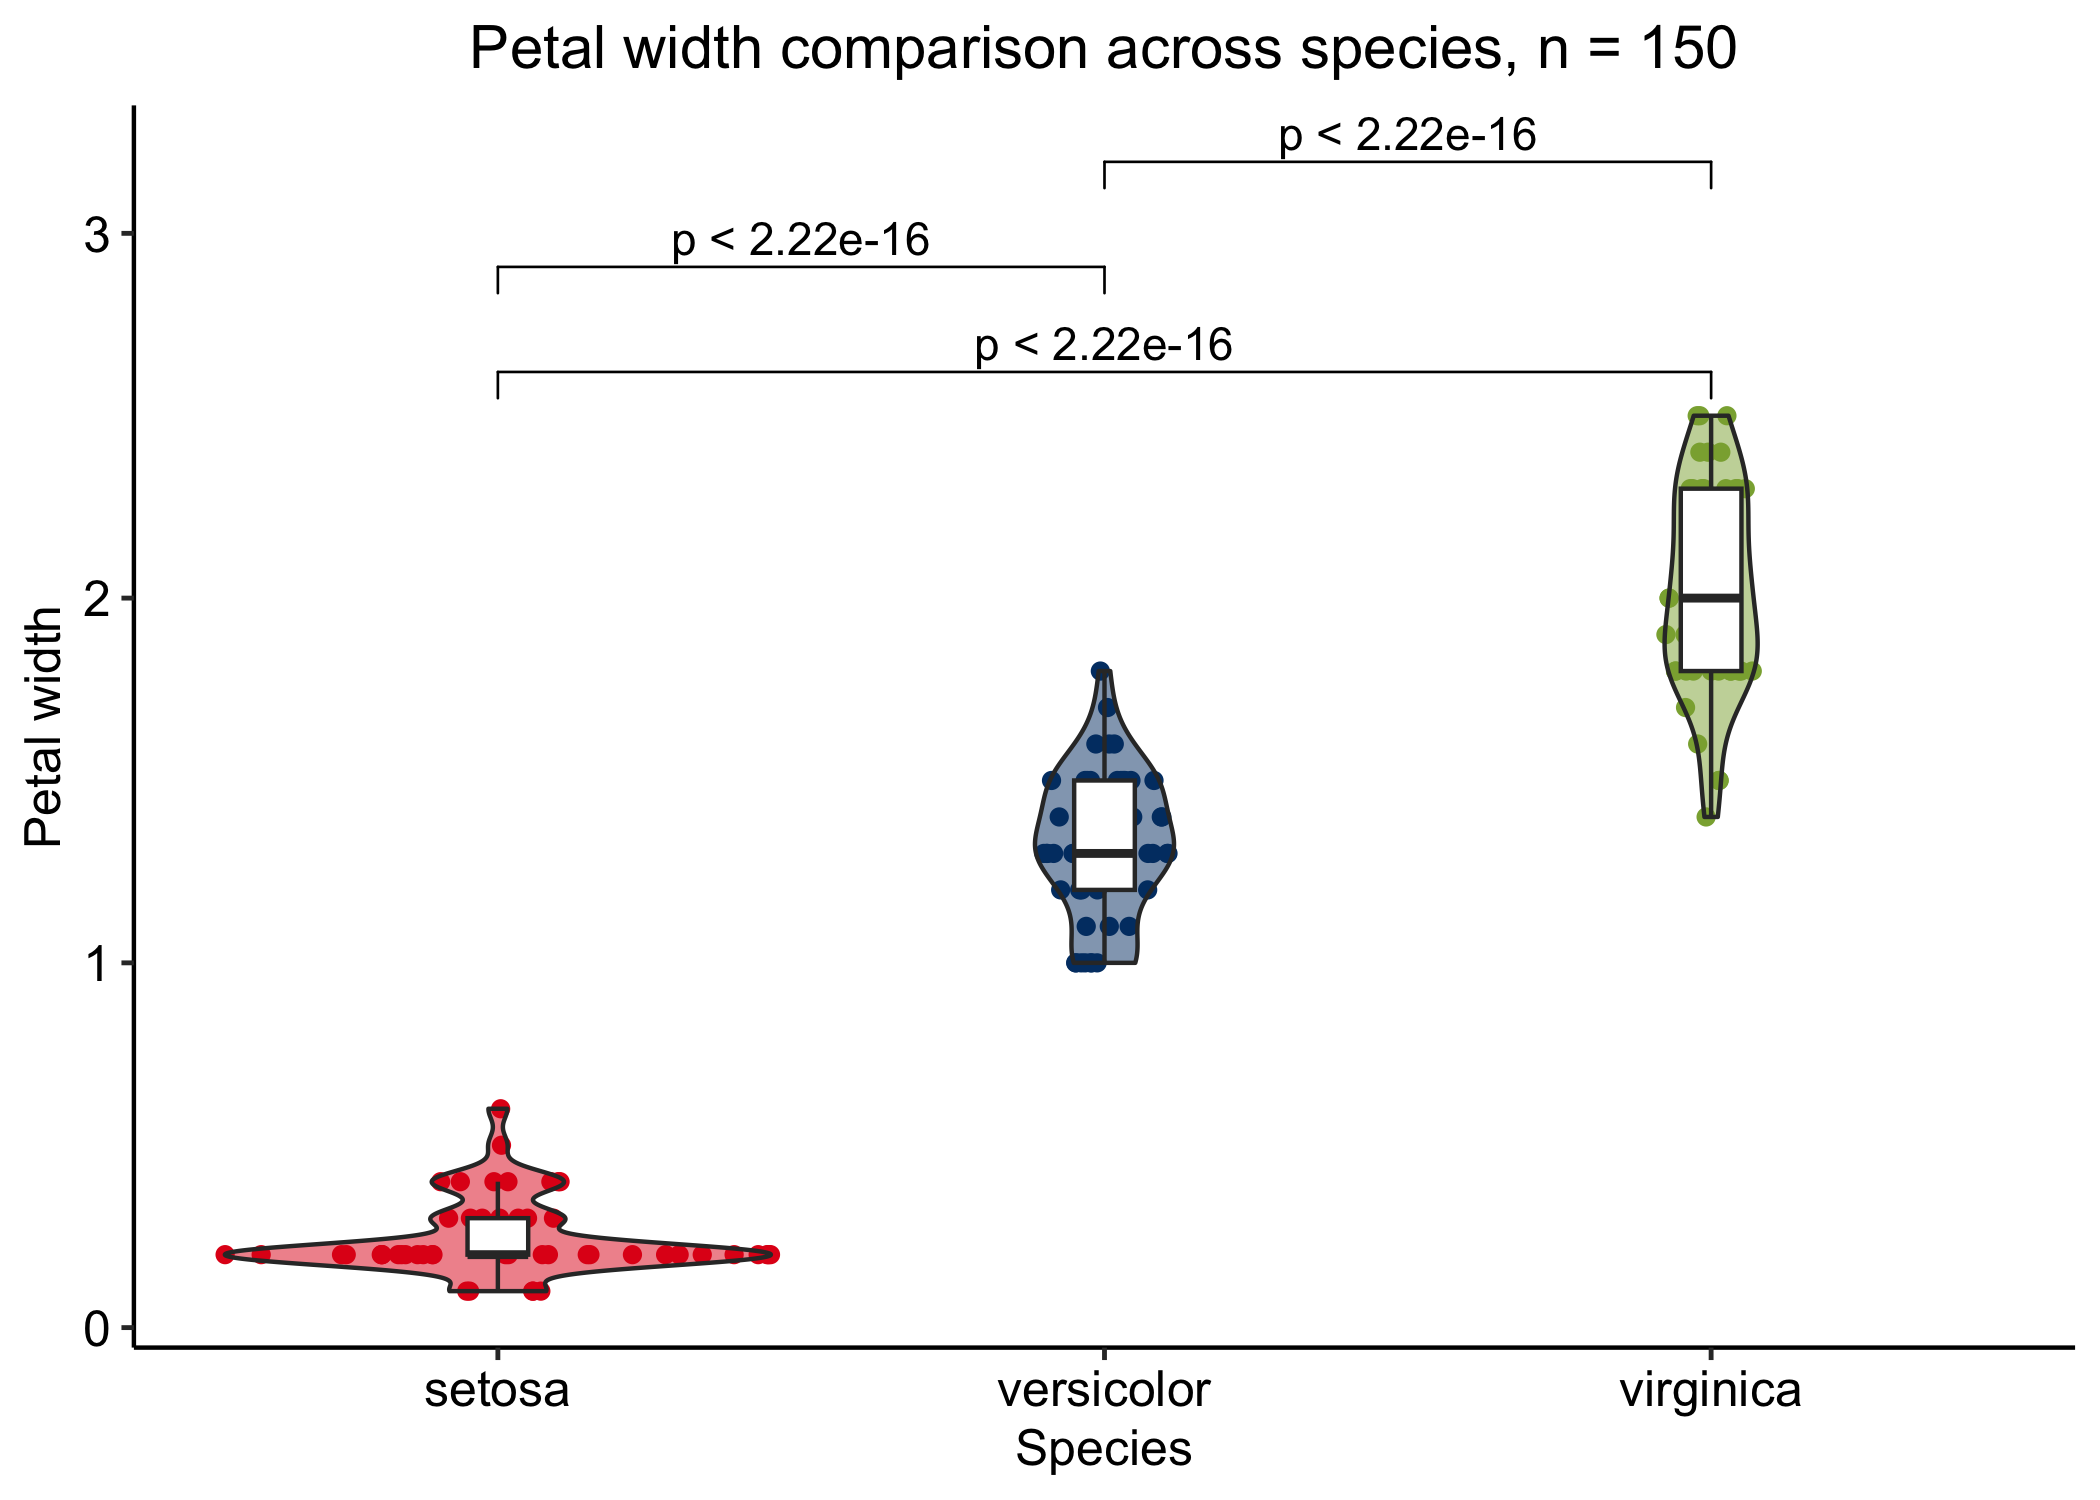 Petal width comparison across species, n = 150
p < 2.22e-16
p < 2.22e-16
p < 2.22e-16
3
2
1
0
Petal width
setosa versicolor virginica
Species